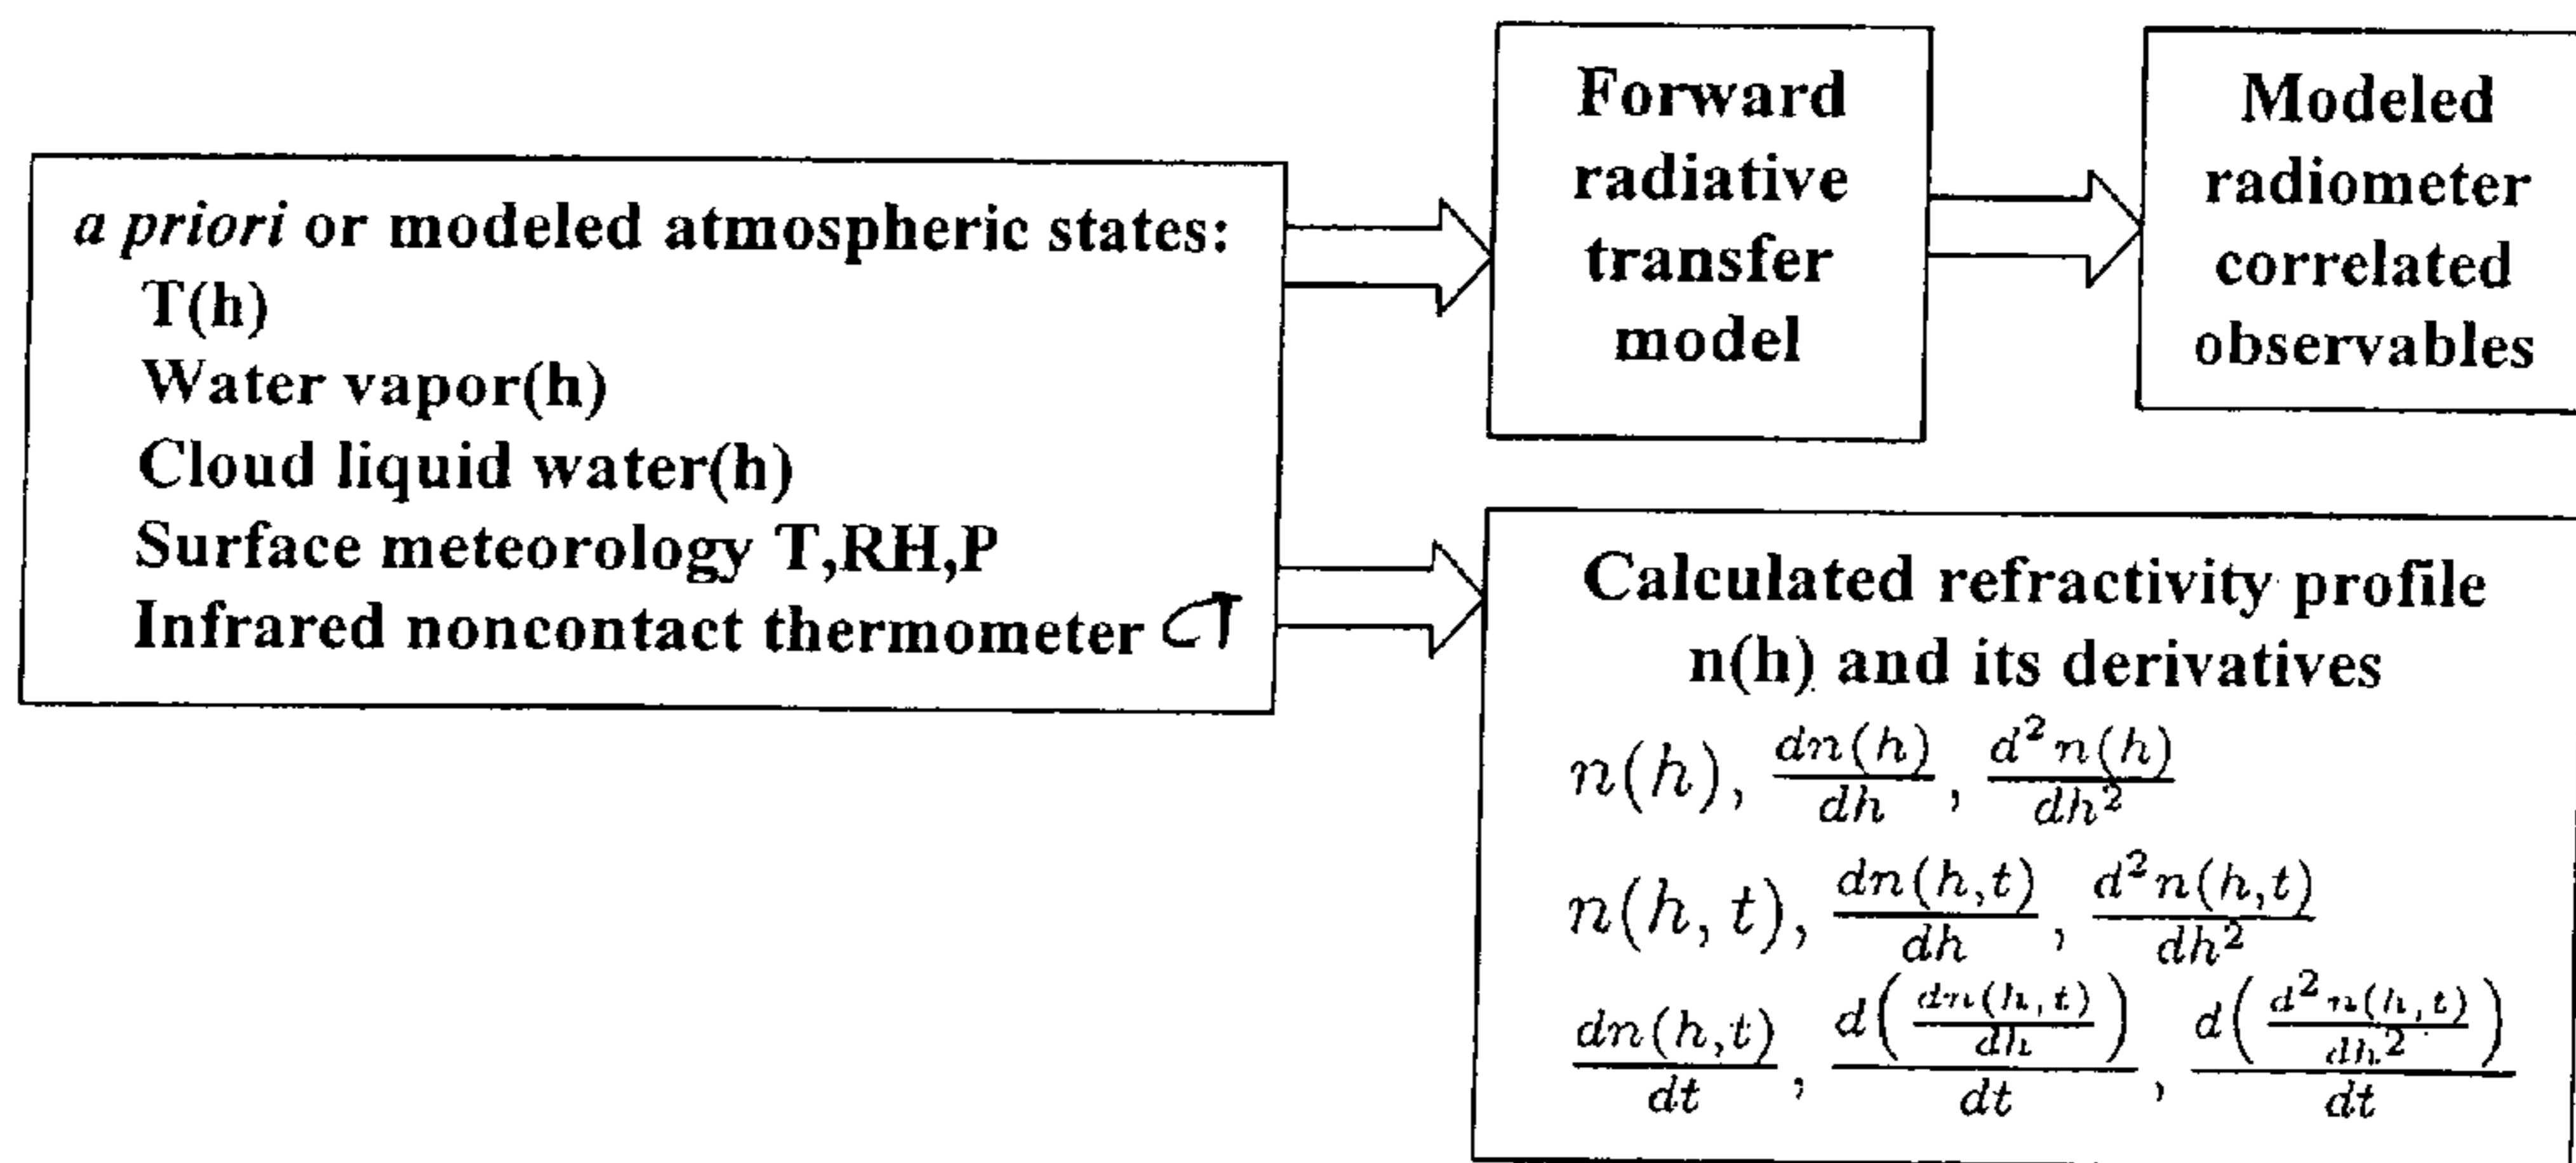 a priori or modeled atmospheric states:
T(h)
Water vapor(h)
Cloud liquid water(h)
Surface meteorology T,RH,P
Infrared noncontact thermometer
Forward
radiative
transfer
model
Modeled
radiometer
correlated
observables
Calculated refractivity profile
n(h) and its derivatives
n(h), dn(h)/dh, d²n(h)/dh²
n(h,t), dn(h,t)/dh, d²n(h,t)/dh²
dn(h,t)/dt, d(dn(h,t)/dh)/dt, d(d²n(h,t)/dh²)/dt